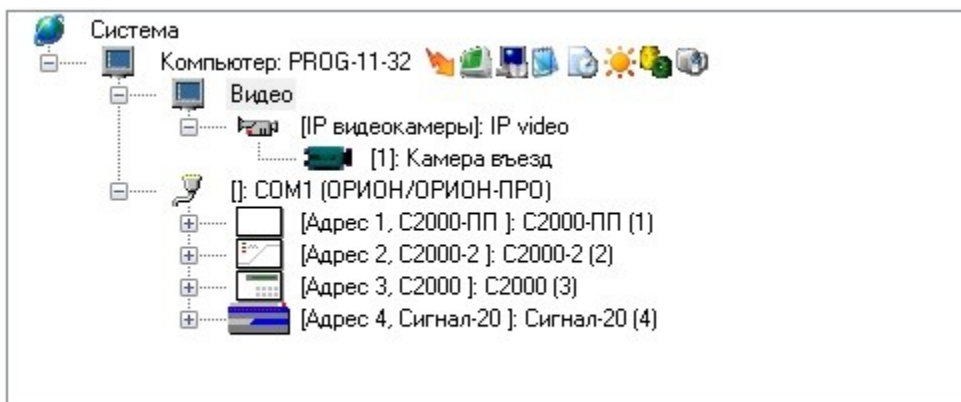 Система
Компьютер: PROG-11-32
Видео
[IP видеокамеры]: IP video
[1]: Камера въезд
[]: COM1 (ОРИОН/ОРИОН-ПРО)
[Адрес 1, С2000-ПП ]: С2000-ПП (1)
[Адрес 2, С2000-2 ]: С2000-2 (2)
[Адрес 3, С2000 ]: С2000 (3)
[Адрес 4, Сигнал-20 ]: Сигнал-20 (4)